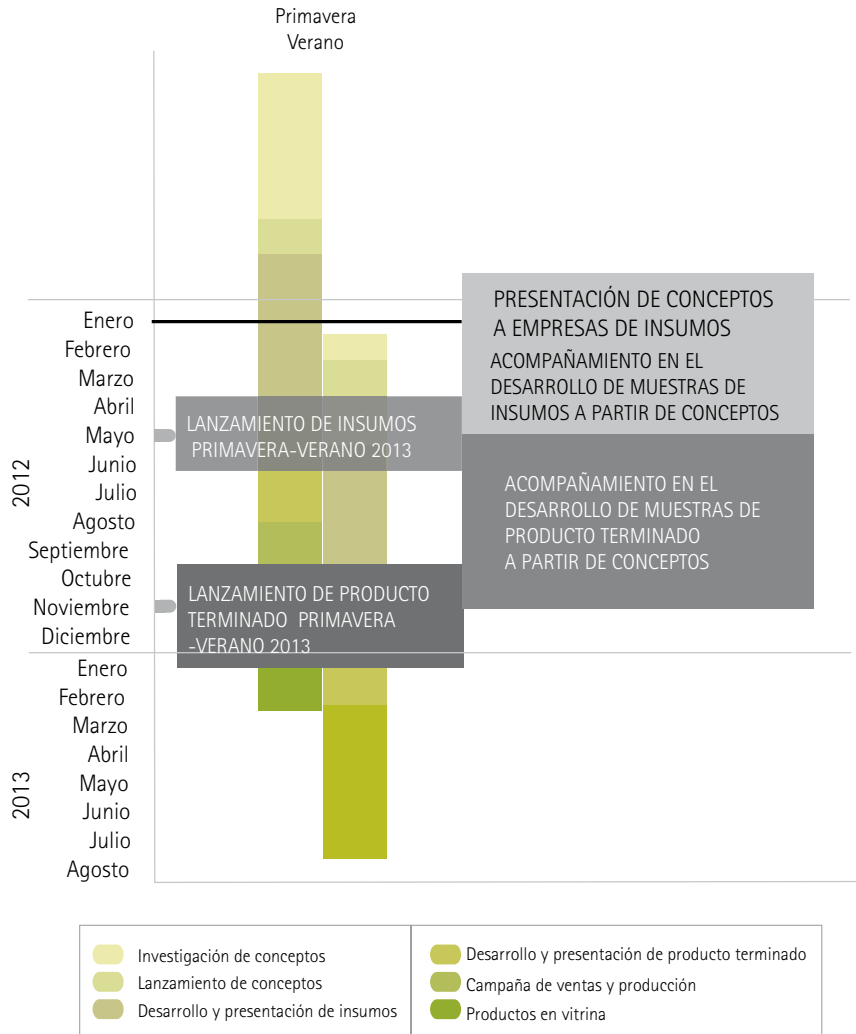 Primavera
Verano
Enero
Febrero
Marzo
Abril
Mayo
Junio
Julio
Agosto
Septiembre
Octubre
Noviembre
Diciembre
2012
Enero
Febrero
Marzo
Abril
Mayo
Junio
Julio
Agosto
2013
LANZAMIENTO DE INSUMOS
PRIMAVERA-VERANO 2013
LANZAMIENTO DE PRODUCTO
TERMINADO PRIMAVERA
-VERANO 2013
PRESENTACIÓN DE CONCEPTOS
A EMPRESAS DE INSUMOS
ACOMPAÑAMIENTO EN EL
DESARROLLO DE MUESTRAS DE
INSUMOS A PARTIR DE CONCEPTOS
ACOMPAÑAMIENTO EN EL
DESARROLLO DE MUESTRAS DE
PRODUCTO TERMINADO
A PARTIR DE CONCEPTOS
Investigación de conceptos
Lanzamiento de conceptos
Desarrollo y presentación de insumos
Desarrollo y presentación de producto terminado
Campaña de ventas y producción
Productos en vitrina